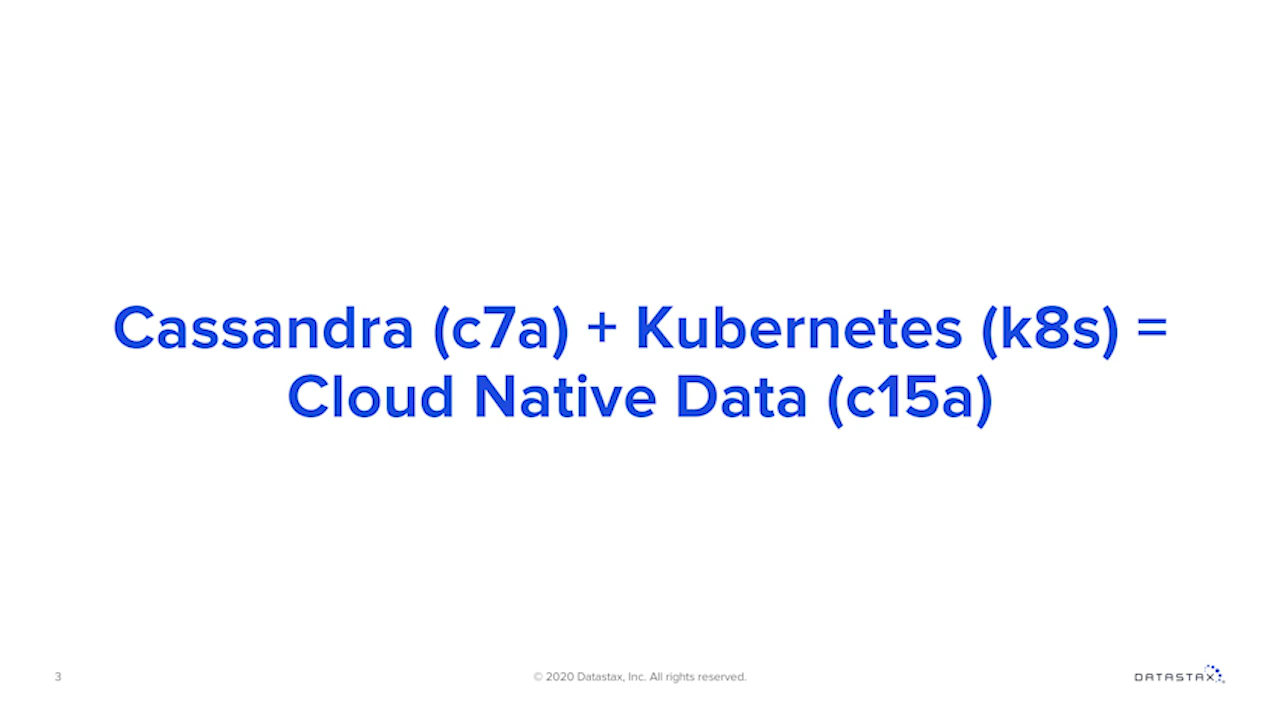 Cassandra (c7a) + Kubernetes (k8s) =
Cloud Native Data (c15a)
3
© 2020 Datastax, Inc. All rights reserved.
DATASTAX